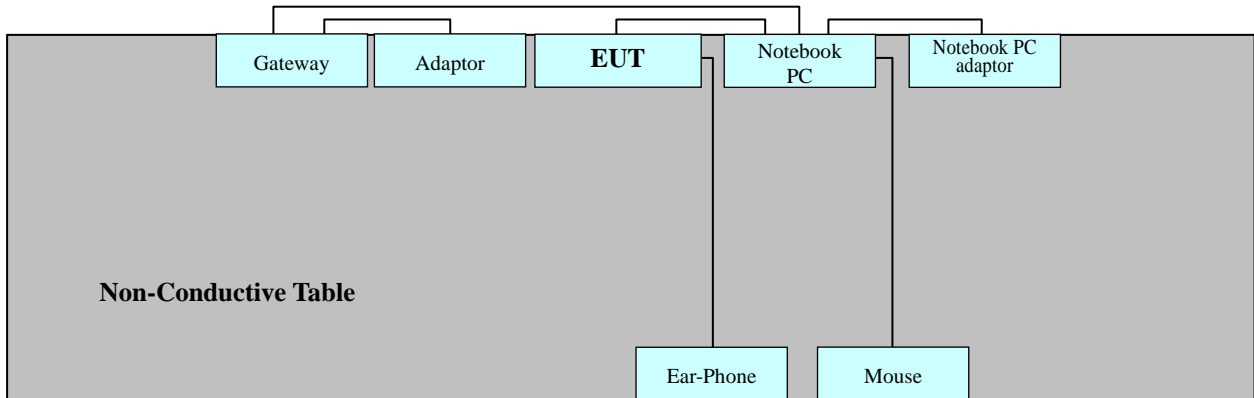 Gateway
Adaptor
EUT
Notebook
PC
Notebook PC
adaptor
Non-Conductive Table
Ear-Phone
Mouse